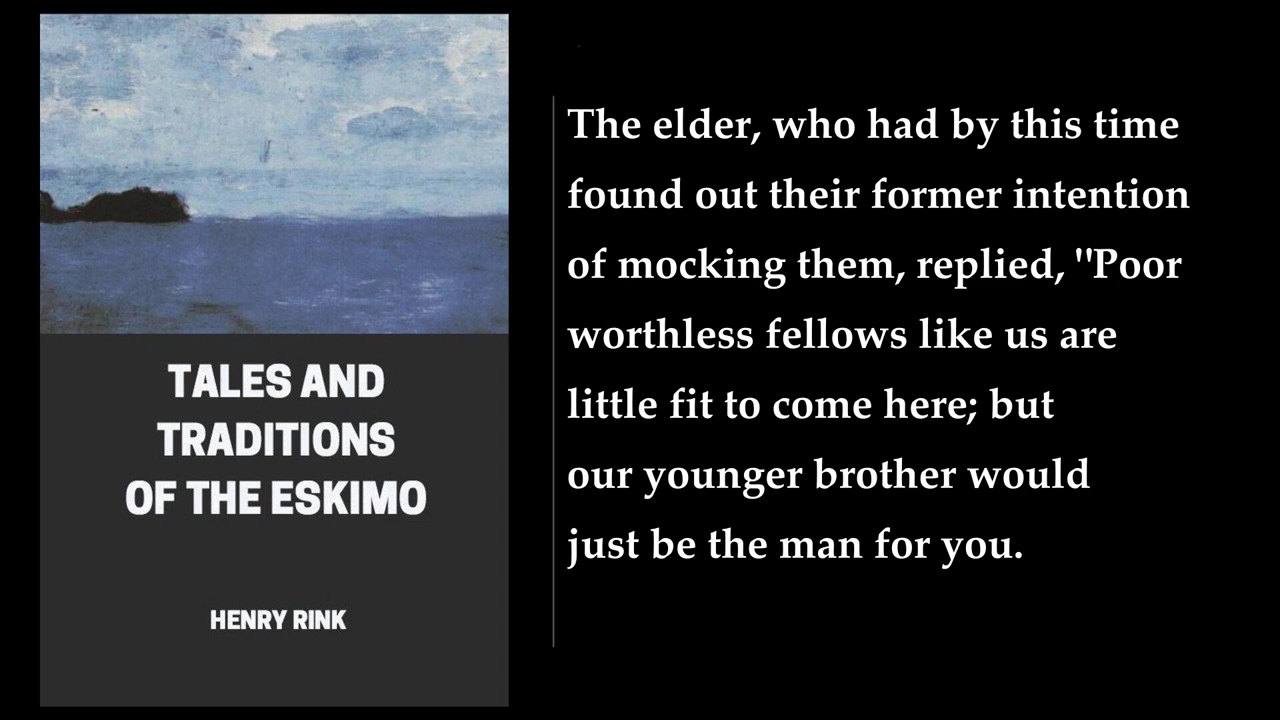 TALES AND
TRADITIONS
OF THE ESKIMO
HENRY RINK
The elder, who had by this time
found out their former intention
of mocking them, replied, "Poor
worthless fellows like us are
little fit to come here; but
our younger brother would
just be the man for you.